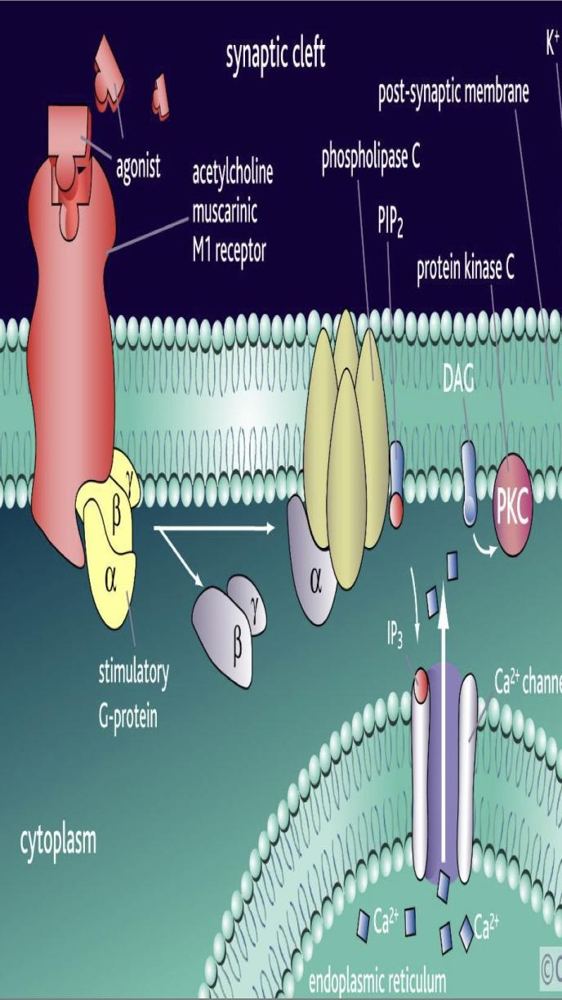 synaptic cleft
K⁺
post-synaptic membrane
phospholipase C
agonist
acetylcholine
muscarinic
M1 receptor
PIP₂
protein kinase C
DAG
γ
β
α
PKC
α
γ
β
IP₃
stimulatory
G-protein
Ca²⁺ channe
cytoplasm
Ca²⁺
Ca²⁺
endoplasmic reticulum
©